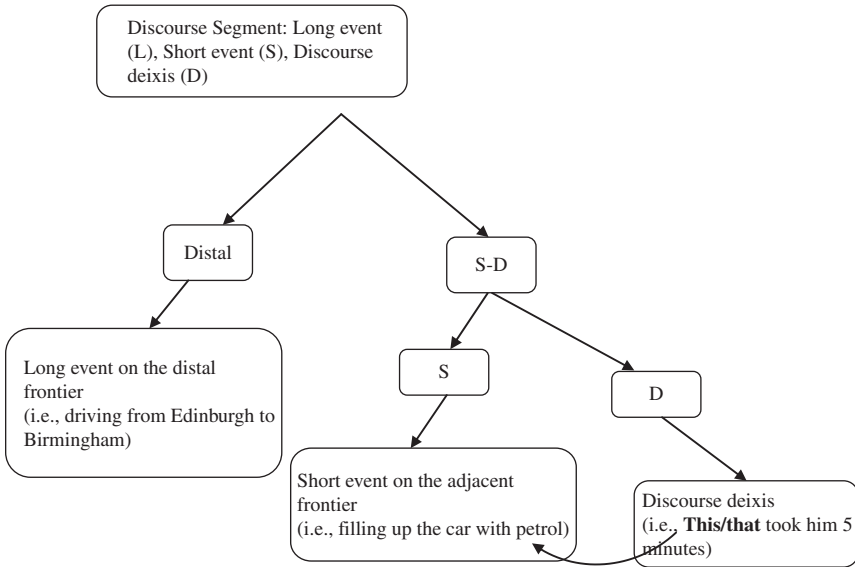 Discourse Segment: Long event
(L), Short event (S), Discourse
deixis (D)
Distal
S-D
Long event on the distal
frontier
(i.e., driving from Edinburgh to
Birmingham)
S
D
Short event on the adjacent
frontier
(i.e., filling up the car with petrol)
Discourse deixis
(i.e., This/that took him 5
minutes)